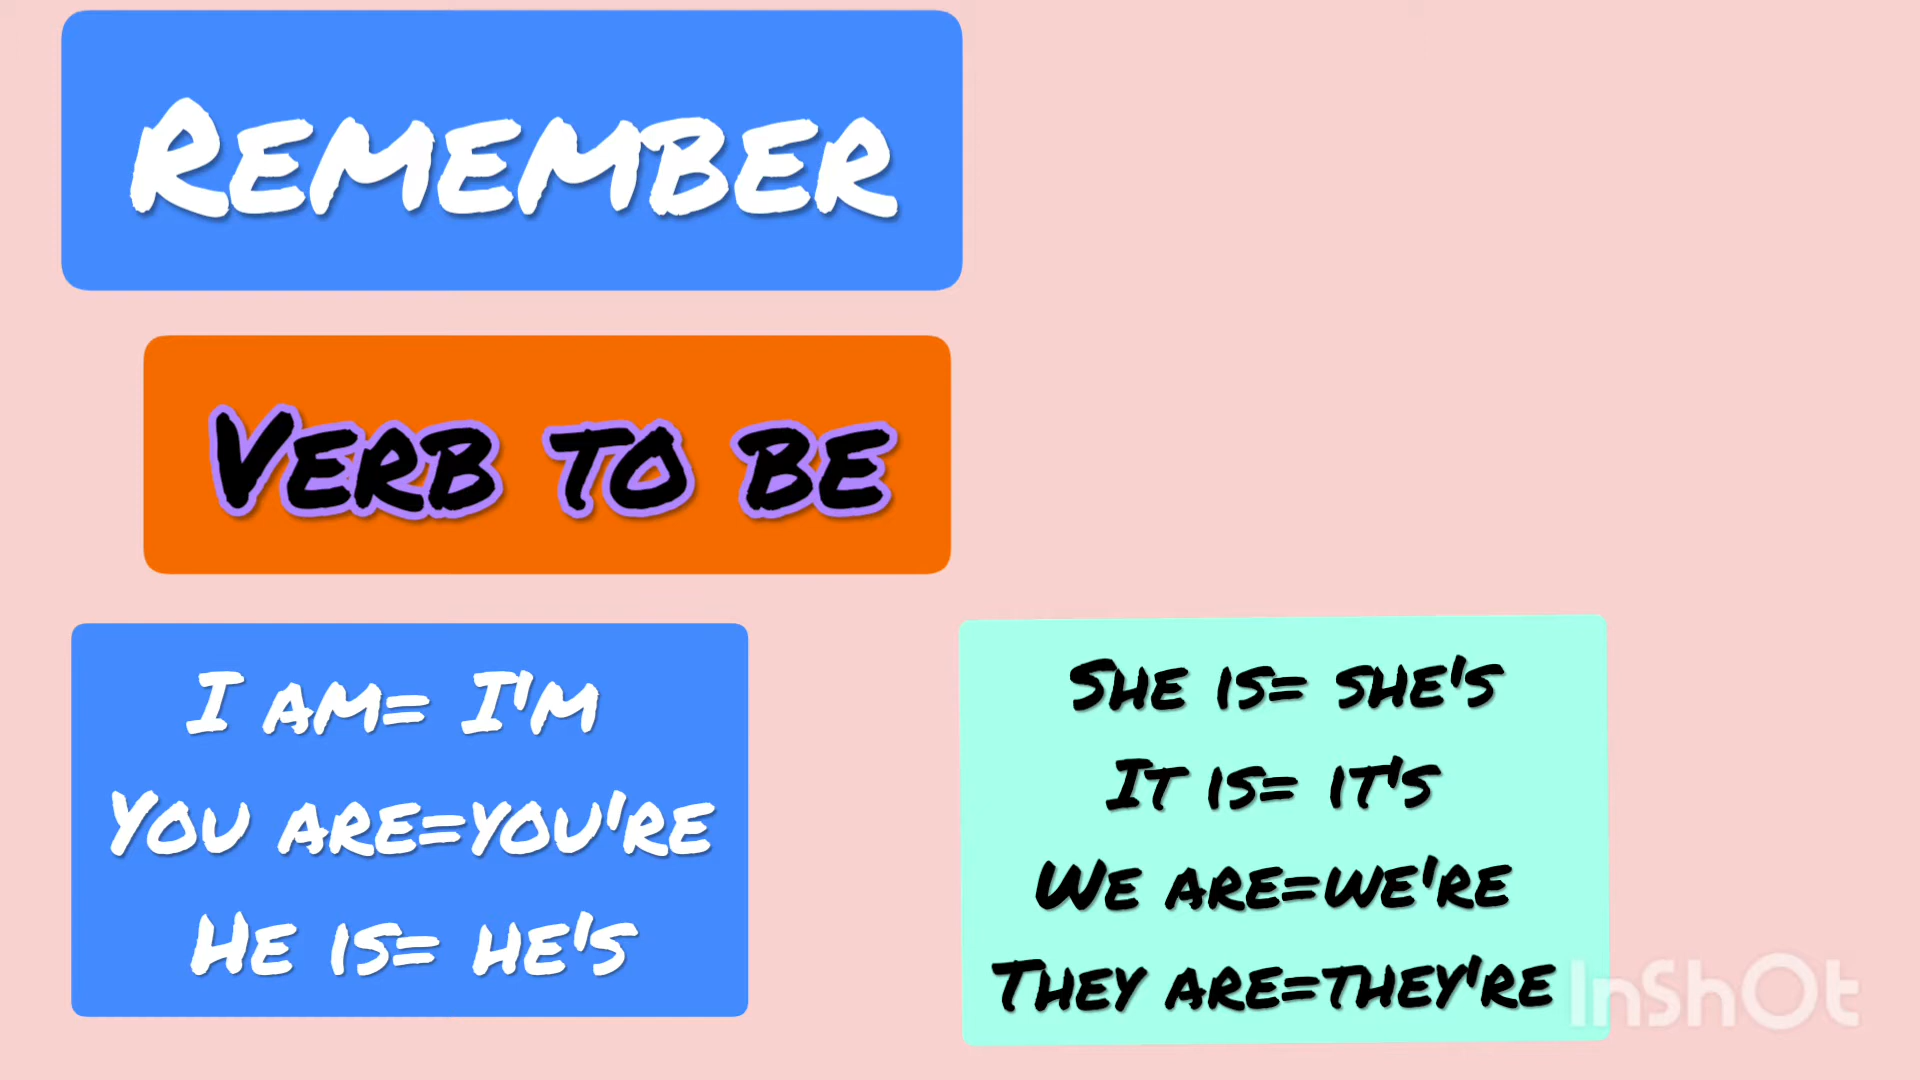 Remember
Verb to be
I am= I'm
You are=you're
He is= he's
She is= she's
It is= it's
We are=we're
They are=they're
InShOt